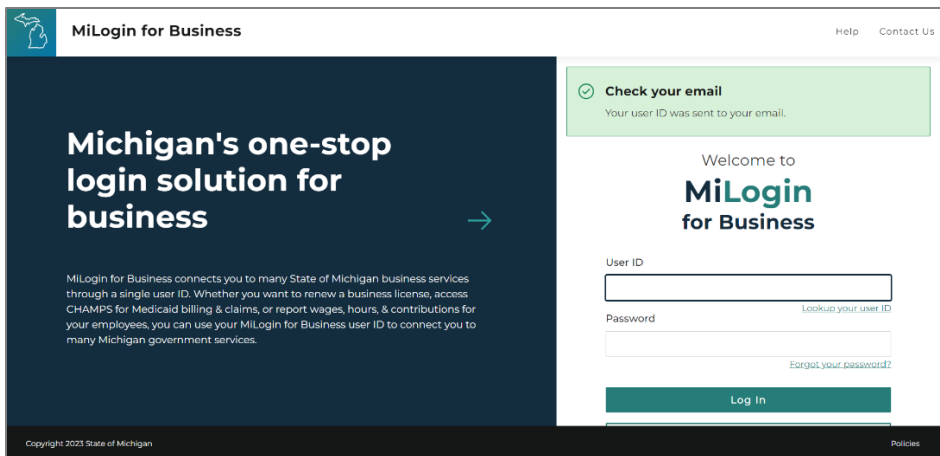 MiLogin for Business
Help Contact Us
Check your email
Your user ID was sent to your email.
Michigan's one-stop
login solution for
business
MiLogin for Business connects you to many State of Michigan business services
through a single user ID. Whether you want to renew a business license, access
CHAMPS for Medicaid billing & claims, or report wages, hours, & contributions for
your employees, you can use your MiLogin for Business user ID to connect you to
many Michigan government services.
Welcome to
MiLogin
for Business
User ID
Lookup your user ID
Password
Forgot your password?
Log In
Copyright 2023 State of Michigan
Policies